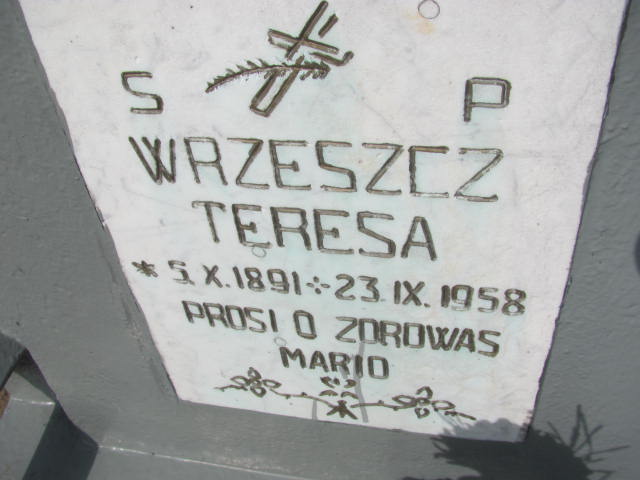 S P
WRZESZCZ
TERESA
* 5.X.1891 ÷ 23.IX.1958
PROSI O ZDROWAS
MARIO